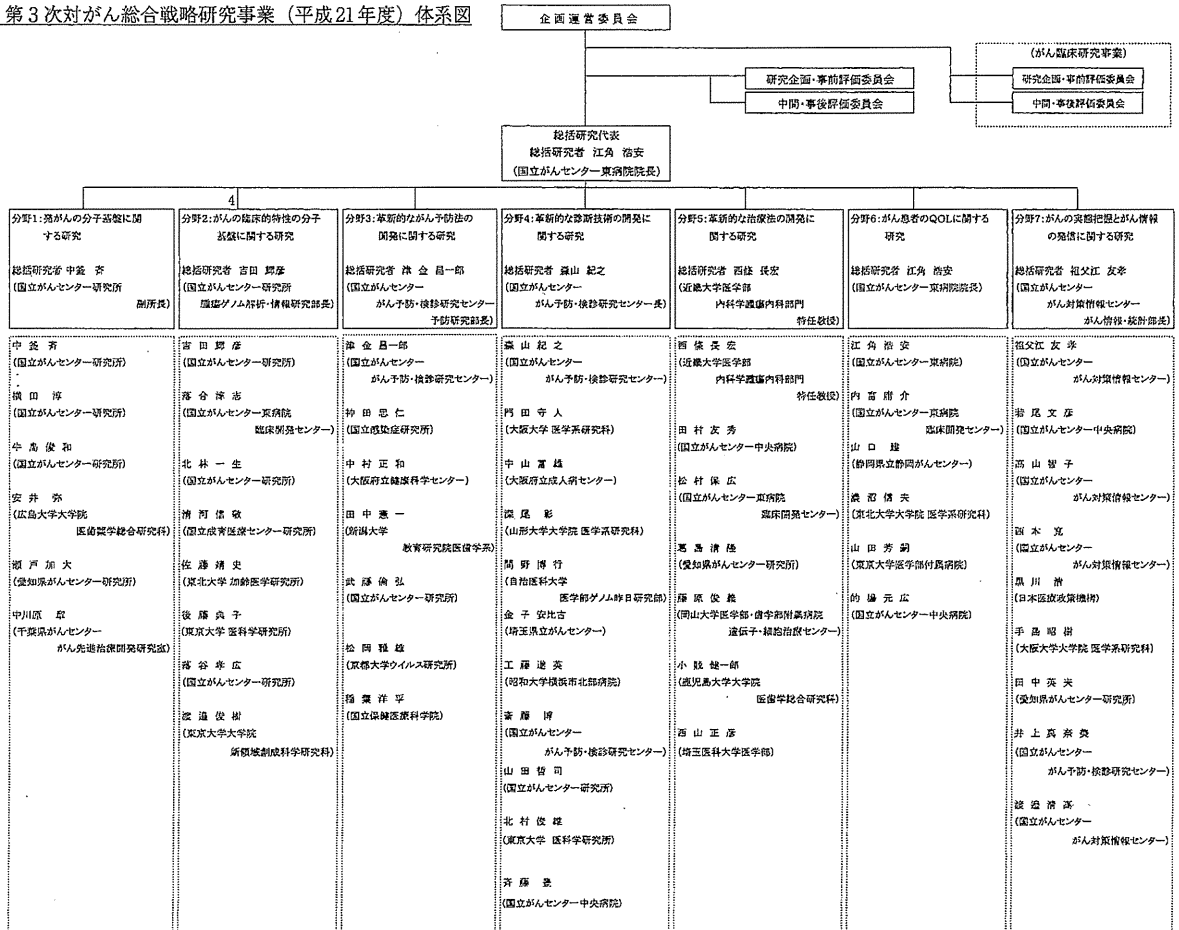 第3次対がん総合戦略研究事業（平成21年度）体系図
企画運営委員会
(がん臨床研究事業)
研究企画・事前評価委員会
中間・事後評価委員会
研究企画・事前評価委員会
中間・事後評価委員会
総括研究代表
総括研究者 江角 浩安
(国立がんセンター東病院院長)
4
分野1:発がんの分子基盤に関
する研究
総括研究者 中釜 斉
(国立がんセンター研究所
副所長)
分野2:がんの臨床的特性の分子
基盤に関する研究
総括研究者 吉田 輝彦
(国立がんセンター研究所
腫瘍ゲノム解析・情報研究部長)
分野3:革新的ながん予防法の
開発に関する研究
総括研究者 津金 昌一郎
(国立がんセンター
がん予防・検診研究センター
予防研究部長)
分野4:革新的な診断技術の開発に
関する研究
総括研究者 森山 紀之
(国立がんセンター
がん予防・検診研究センター長)
分野5:革新的な治療法の開発に
関する研究
総括研究者 西條 長宏
(近畿大学医学部
内科学腫瘍内科部門
特任教授)
分野6:がん患者のQOLに関する
研究
総括研究者 江角 浩安
(国立がんセンター東病院院長)
分野7:がんの実態把握とがん情報
の発信に関する研究
総括研究者 祖父江 友孝
(国立がんセンター
がん対策情報センター
がん情報・統計部長)
中釜斉
(国立がんセンター研究所)
横田 淳
(国立がんセンター研究所)
牛島俊和
(国立がんセンター研究所)
安井 弥
(広島大学大学院
医歯薬学総合研究科)
瀬戸加大
(愛知県がんセンター研究所)
中川原 章
(千葉県がんセンター
がん先進治療開発研究室)
吉田輝彦
(国立がんセンター研究所)
落合淳志
(国立がんセンター東病院
臨床開発センター)
北林一生
(国立がんセンター研究所)
清河信敬
(国立成育医療センター研究所)
佐藤靖史
(東北大学 加齢医学研究所)
後藤典子
(東京大学 医科学研究所)
落谷孝広
(国立がんセンター研究所)
渡邉俊樹
(東京大学大学院
新領域創成科学研究科)
津金昌一郎
(国立がんセンター
がん予防・検診研究センター)
神田忠仁
(国立感染症研究所)
中村正和
(大阪府立健康科学センター)
田中憲一
(新潟大学
教育研究院医歯学系)
武藤倫弘
(国立がんセンター研究所)
松岡雅雄
(京都大学ウイルス研究所)
稲葉洋平
(国立保健医療科学院)
森山紀之
(国立がんセンター
がん予防・検診研究センター)
門田守人
(大阪大学 医学系研究科)
中山富雄
(大阪府立成人病センター)
深尾 彰
(山形大学大学院 医学系研究科)
間野博行
(自治医科大学
医学部ゲノム昨日研究部)
金子安比古
(埼玉県立がんセンター)
工藤進英
(昭和大学横浜市北部病院)
斎藤 博
(国立がんセンター
がん予防・検診研究センター)
山田哲司
(国立がんセンター研究所)
北村俊雄
(東京大学 医科学研究所)
斉藤 豊
(国立がんセンター中央病院)
西條長宏
(近畿大学医学部
内科学腫瘍内科部門
特任教授)
田村友秀
(国立がんセンター中央病院)
松村保広
(国立がんセンター東病院
臨床開発センター)
葛島清隆
(愛知県がんセンター研究所)
藤原俊義
(岡山大学医学部・歯学部附属病院
遺伝子・細胞治療センター)
小戝健一郎
(鹿児島大学大学院
医歯学総合研究科)
西山正彦
(埼玉医科大学医学部)
江角浩安
(国立がんセンター東病院)
内富庸介
(国立がんセンター東病院
臨床開発センター)
山口 建
(静岡県立静岡がんセンター)
濃沼信夫
(東北大学大学院 医学系研究科)
山田芳嗣
(東京大学医学部付属病院)
的場元弘
(国立がんセンター中央病院)
祖父江友孝
(国立がんセンター
がん対策情報センター)
若尾文彦
(国立がんセンター中央病院)
高山智子
(国立がんセンター
がん対策情報センター)
西本 寛
(国立がんセンター
がん対策情報センター)
黒川 清
(日本医療政策機構)
手島昭樹
(大阪大学大学院 医学系研究科)
田中英夫
(愛知県がんセンター研究所)
井上真奈美
(国立がんセンター
がん予防・検診研究センター)
渡邊清高
(国立がんセンター
がん対策情報センター)